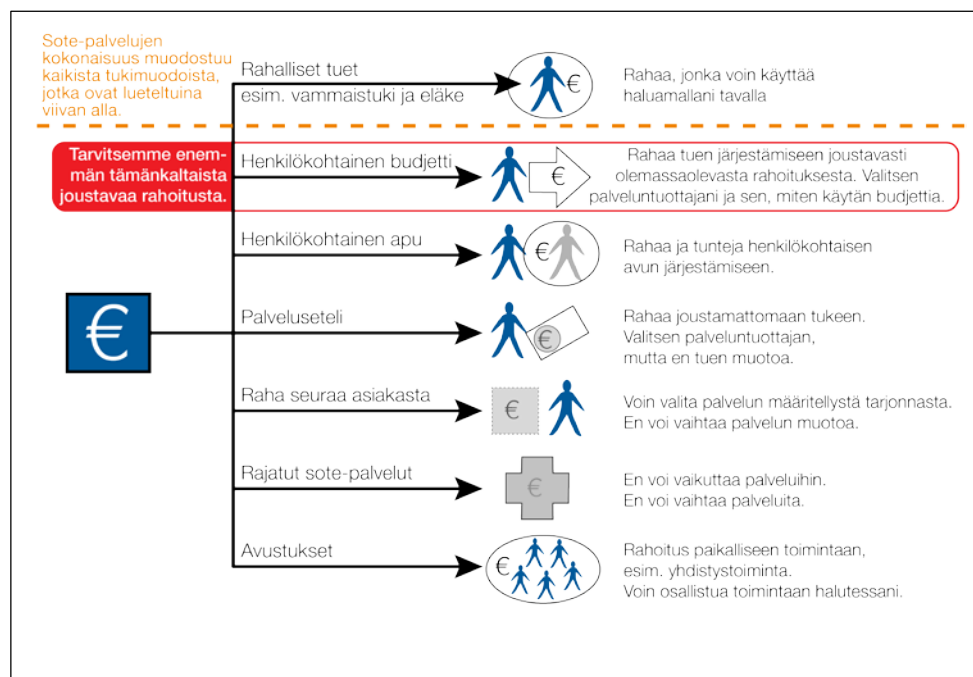 Sote-palvelujen
kokonaisuus muodostuu
kaikista tukimuodoista,
jotka ovat lueteltuina
viivan alla.
Rahalliset tuet
esim. vammaistuki ja eläke
€
Rahaa, jonka voin käyttää
haluamallani tavalla
Tarvitsemme enem-
män tämänkaltaista
joustavaa rahoitusta.
Henkilökohtainen budjetti
€
Rahaa tuen järjestämiseen joustavasti
olemassaolevasta rahoituksesta. Valitsen
palveluntuottajani ja sen, miten käytän budjettia.
Henkilökohtainen apu
€
Rahaa ja tunteja henkilökohtaisen
avun järjestämiseen.
€
Palveluseteli
€
Rahaa joustamattomaan tukeen.
Valitsen palveluntuottajan,
mutta en tuen muotoa.
Raha seuraa asiakasta
€
Voin valita palvelun määritellystä tarjonnasta.
En voi vaihtaa palvelun muotoa.
Rajatut sote-palvelut
€
En voi vaikuttaa palveluihin.
En voi vaihtaa palveluita.
Avustukset
€
Rahoitus paikalliseen toimintaan,
esim. yhdistystoiminta.
Voin osallistua toimintaan halutessani.